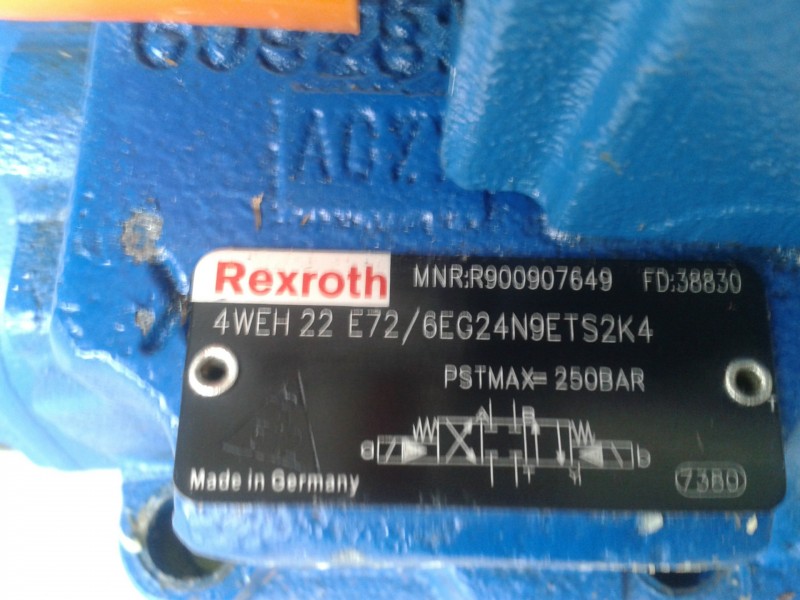 Rexroth MNR:R900907649 FD:38830
4WEH 22 E72/6EG24N9ETS2K4
PSTMAX= 250BAR
A B
a b
T
Made in Germany 7380